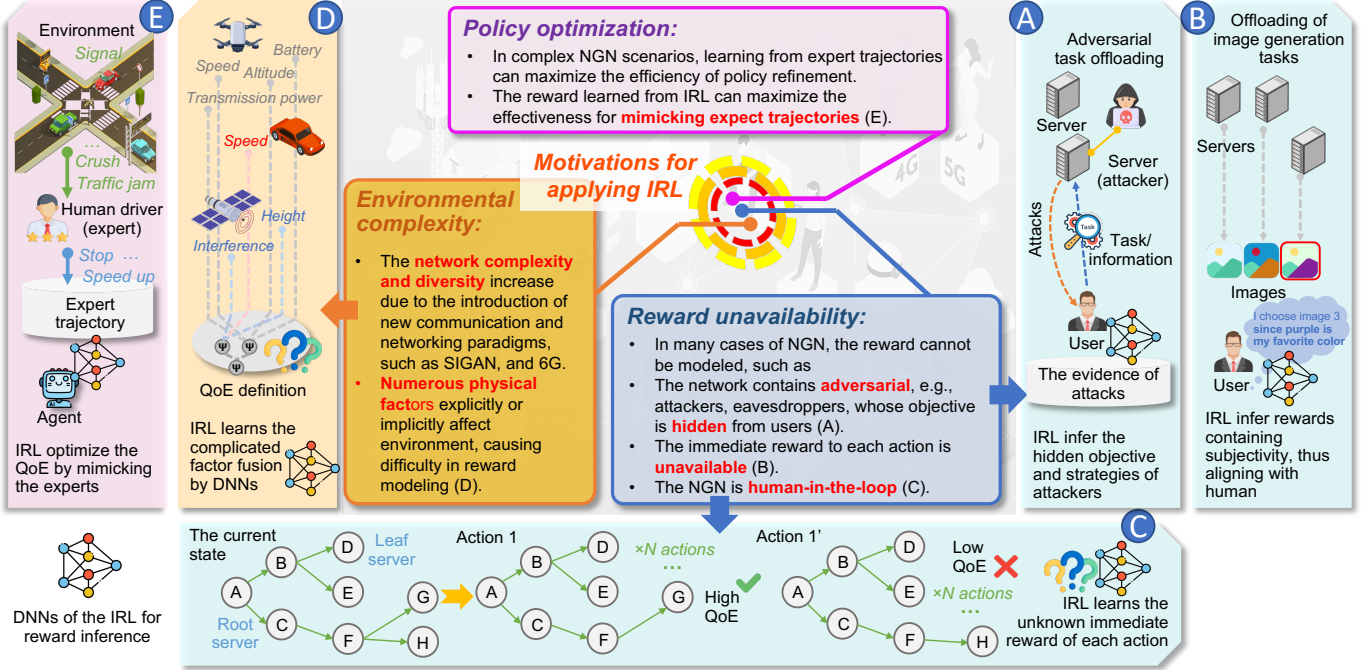 E
Environment
Signal
...
Crush
Traffic jam
Human driver
(expert)
Stop ...
Speed up
Expert
trajectory
Agent
IRL optimize the
QoE by mimicking
the experts
D
Battery
Speed
Altitude
Transmission power
Speed
Height
Interference
Ψ
Ψ
Ψ
QoE definition
IRL learns the
complicated
factor fusion
by DNNs
Policy optimization:
• In complex NGN scenarios, learning from expert trajectories
can maximize the efficiency of policy refinement.
• The reward learned from IRL can maximize the
effectiveness for mimicking expect trajectories (E).
Motivations for
applying IRL
4G
5G
Environmental
complexity:
• The network complexity
and diversity increase
due to the introduction of
new communication and
networking paradigms,
such as SIGAN, and 6G.
• Numerous physical
factors explicitly or
implicitly affect
environment, causing
difficulty in reward
modeling (D).
Reward unavailability:
• In many cases of NGN, the reward cannot
be modeled, such as
• The network contains adversarial, e.g.,
attackers, eavesdroppers, whose objective
is hidden from users (A).
• The immediate reward to each action is
unavailable (B).
• The NGN is human-in-the-loop (C).
A
Adversarial
task offloading
Server
Server
(attacker)
Attacks
Task
Task/
information
User
The evidence of
attacks
IRL infer the
hidden objective
and strategies of
attackers
B
Offloading of
image generation
tasks
Servers
Images
I choose image 3
since purple is
my favorite color
User
IRL infer rewards
containing
subjectivity, thus
aligning with
human
DNNs of the IRL for
reward inference
C
The current
state
A
B
C
D
E
F
G
H
Leaf
server
Root
server
Action 1
A
B
C
D
E
F
G
×N actions
...
High
QoE
Action 1’
A
B
C
D
E
F
H
Low
QoE
×N actions
...
IRL learns the
unknown immediate
reward of each action